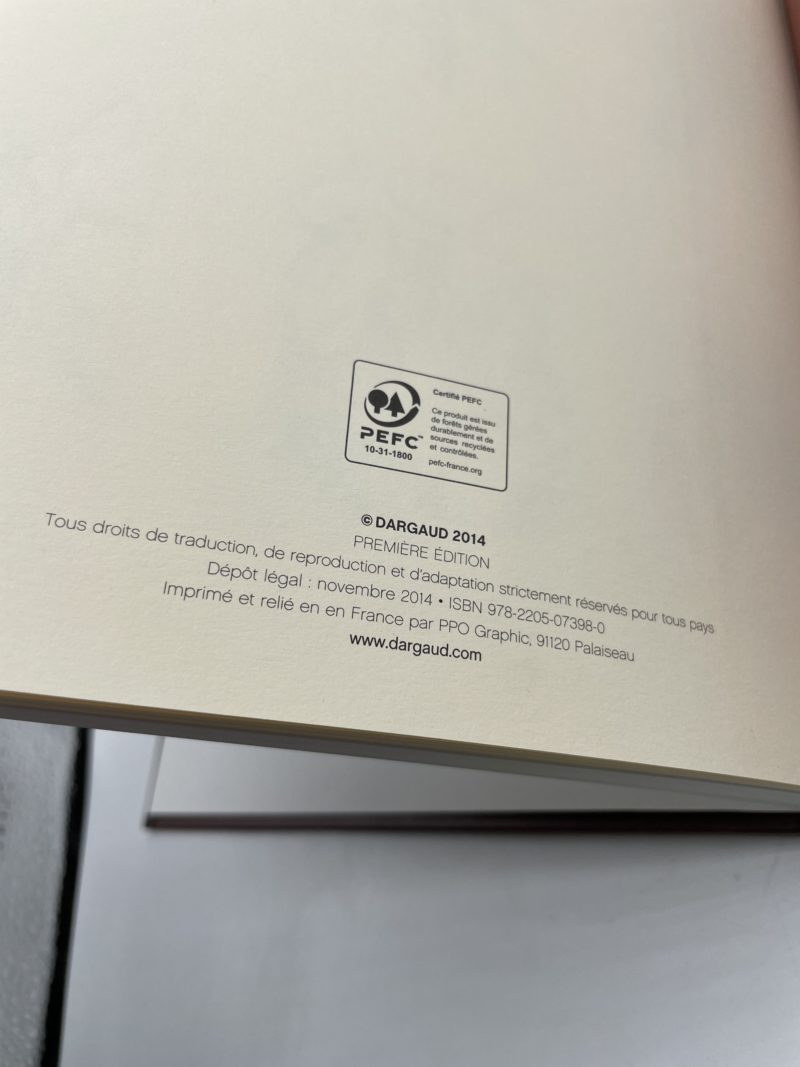 Certifié PEFC
Ce produit est issu
de forêts gérées
durablement et de
sources recyclées
et contrôlées.
pefc-france.org
PEFC™
10-31-1800
© DARGAUD 2014
PREMIÈRE ÉDITION
Tous droits de traduction, de reproduction et d'adaptation strictement réservés pour tous pays
Dépôt légal : novembre 2014 • ISBN 978-2205-07398-0
Imprimé et relié en en France par PPO Graphic, 91120 Palaiseau
www.dargaud.com